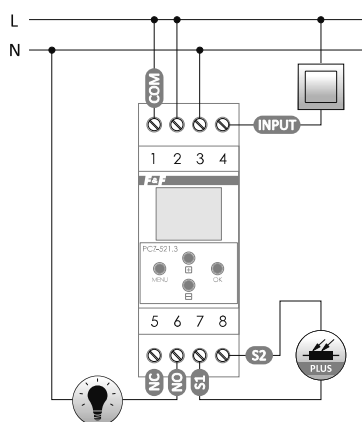 L
N
COM
INPUT
1 2 3 4
F&F
PCZ-521.3
MENU
OK
5 6 7 8
NC
NO
S1
S2
PLUS